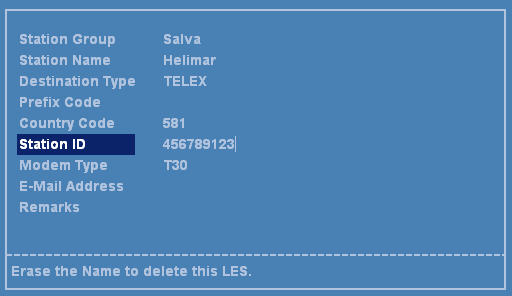 Station Group Salva
Station Name Helimar
Destination Type TELEX
Prefix Code
Country Code 581
Station ID 456789123
Modem Type T30
E-Mail Address
Remarks
Erase the Name to delete this LES.